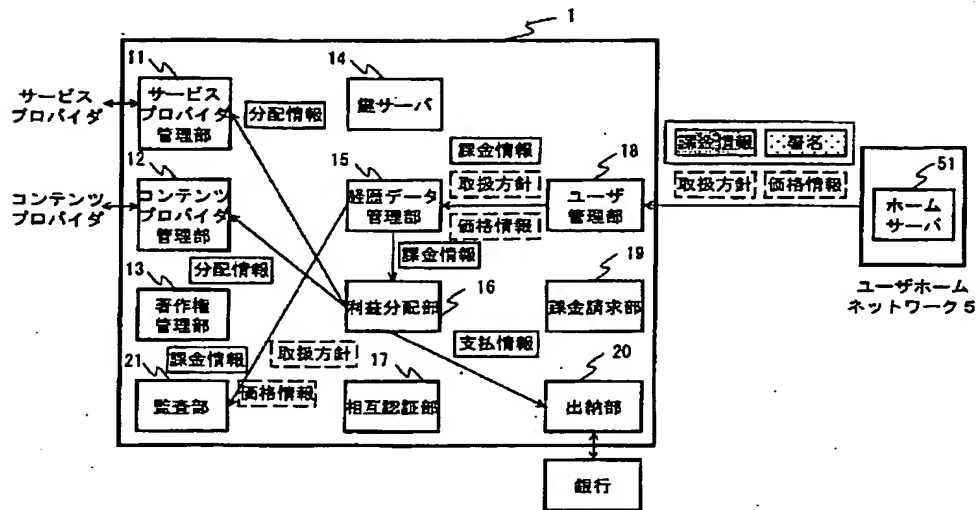 1
11
14
サービス
プロバイダ
サービス
プロバイダ
管理部
分配情報
鍵サーバ
課金情報
署名
12
15
課金情報
18
取扱方針
価格情報
51
コンテンツ
プロバイダ
コンテンツ
プロバイダ
管理部
経歴データ
管理部
取扱方針
価格情報
ユーザ
管理部
ホーム
サーバ
課金情報
13
分配情報
16
19
ユーザホーム
ネットワーク5
著作権
管理部
利益分配部
課金請求部
21
課金情報
取扱方針
17
支払情報
20
価格情報
監査部
相互認証部
出納部
銀行